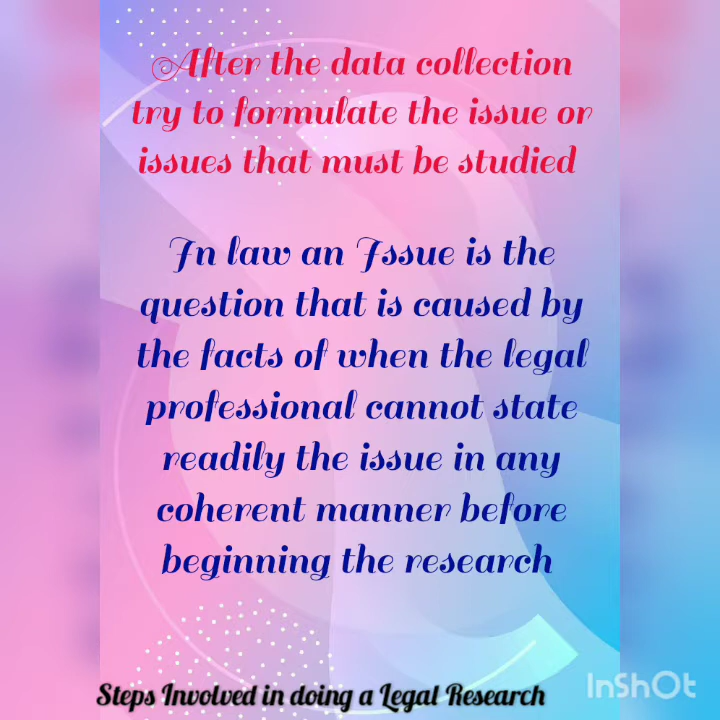 After the data collection
try to formulate the issue or
issues that must be studied
In law an Issue is the
question that is caused by
the facts of when the legal
professional cannot state
readily the issue in any
coherent manner before
beginning the research
Steps Involved in doing a Legal Research
InShOt